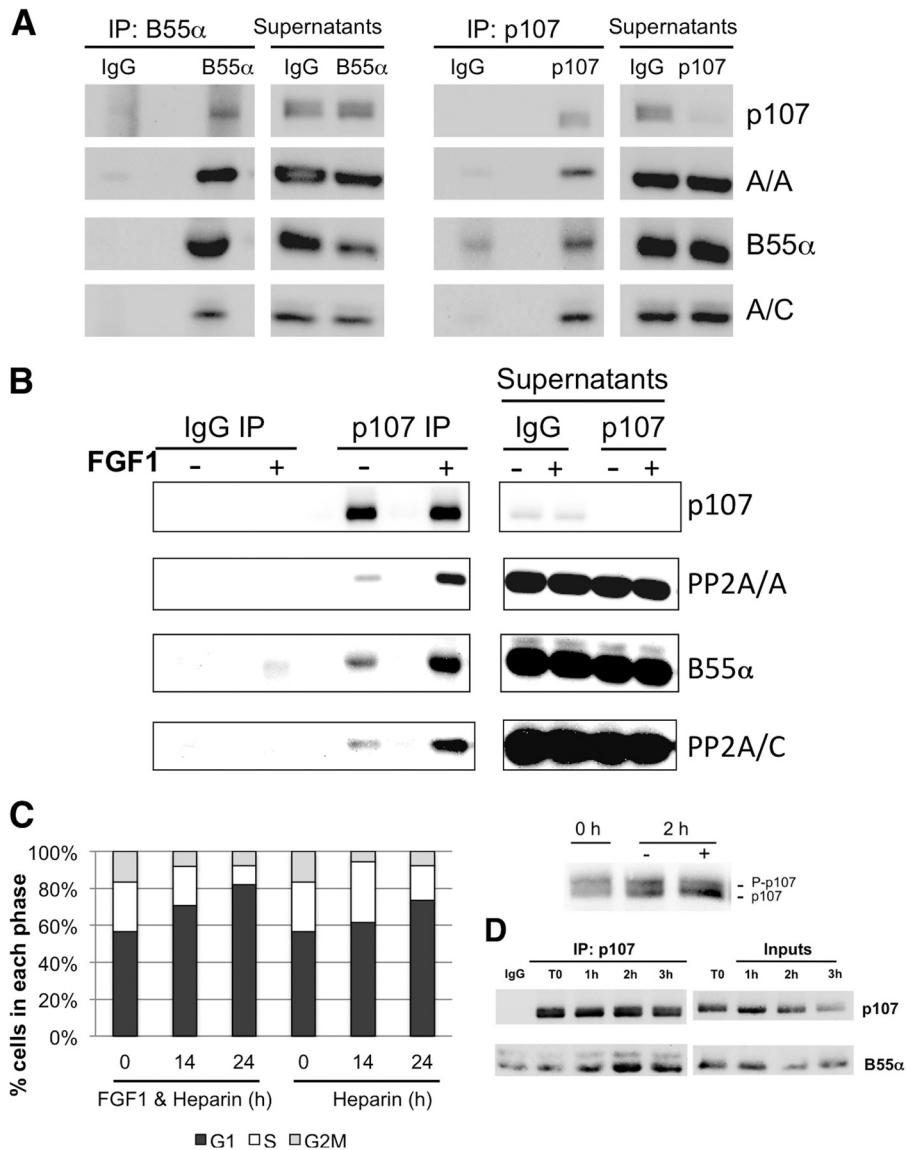 A
IP: B55α Supernatants IP: p107 Supernatants
IgG B55α IgG B55α IgG p107 IgG p107
p107
A/A
B55α
A/C
B
Supernatants
IgG IP p107 IP IgG p107
FGF1 - + - + - + - +
p107
PP2A/A
B55α
PP2A/C
C
% cells in each phase
100%
80%
60%
40%
20%
0%
0 14 24 0 14 24
FGF1 & Heparin (h) Heparin (h)
G1 S G2M
0 h 2 h
- +
- P-p107
- p107
D
IP: p107 Inputs
IgG T0 1h 2h 3h T0 1h 2h 3h
p107
B55α